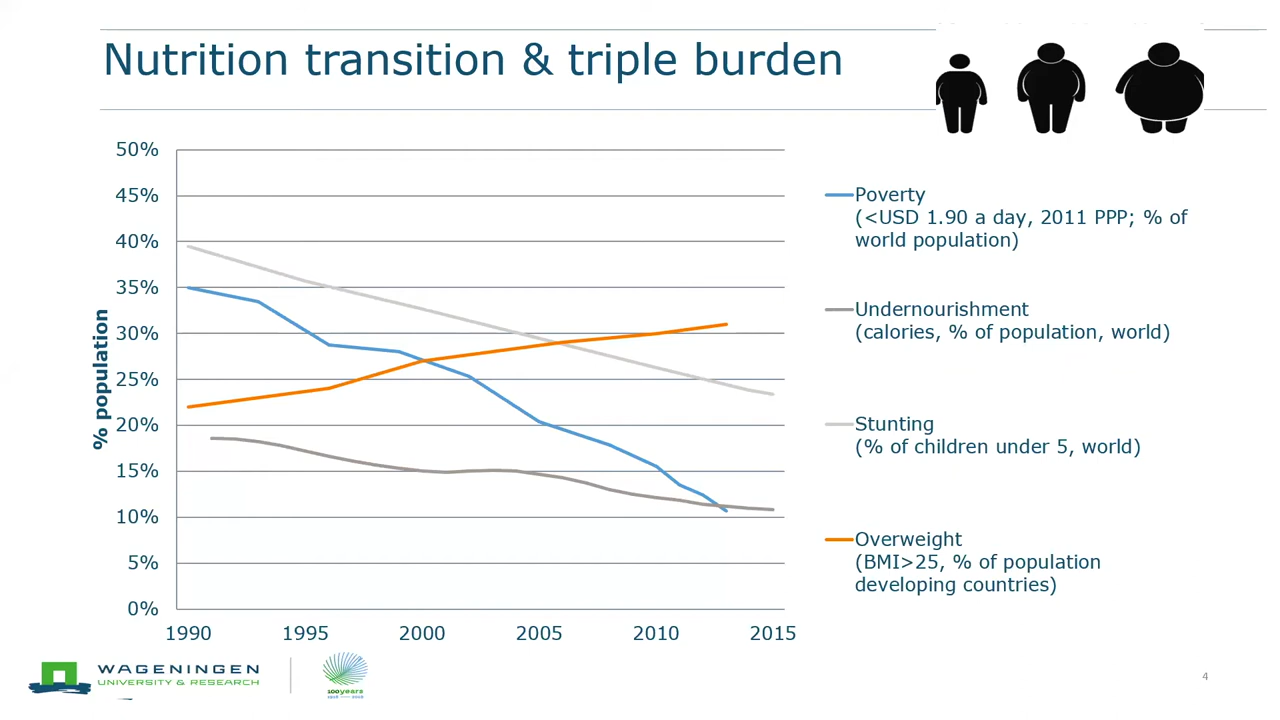 Nutrition transition & triple burden
50%
45%
40%
35%
30%
25%
20%
15%
10%
5%
0%
% population
1990 1995 2000 2005 2010 2015
Poverty
(<USD 1.90 a day, 2011 PPP; % of
world population)
Undernourishment
(calories, % of population, world)
Stunting
(% of children under 5, world)
Overweight
(BMI>25, % of population
developing countries)
WAGENINGEN
UNIVERSITY & RESEARCH
100years
4